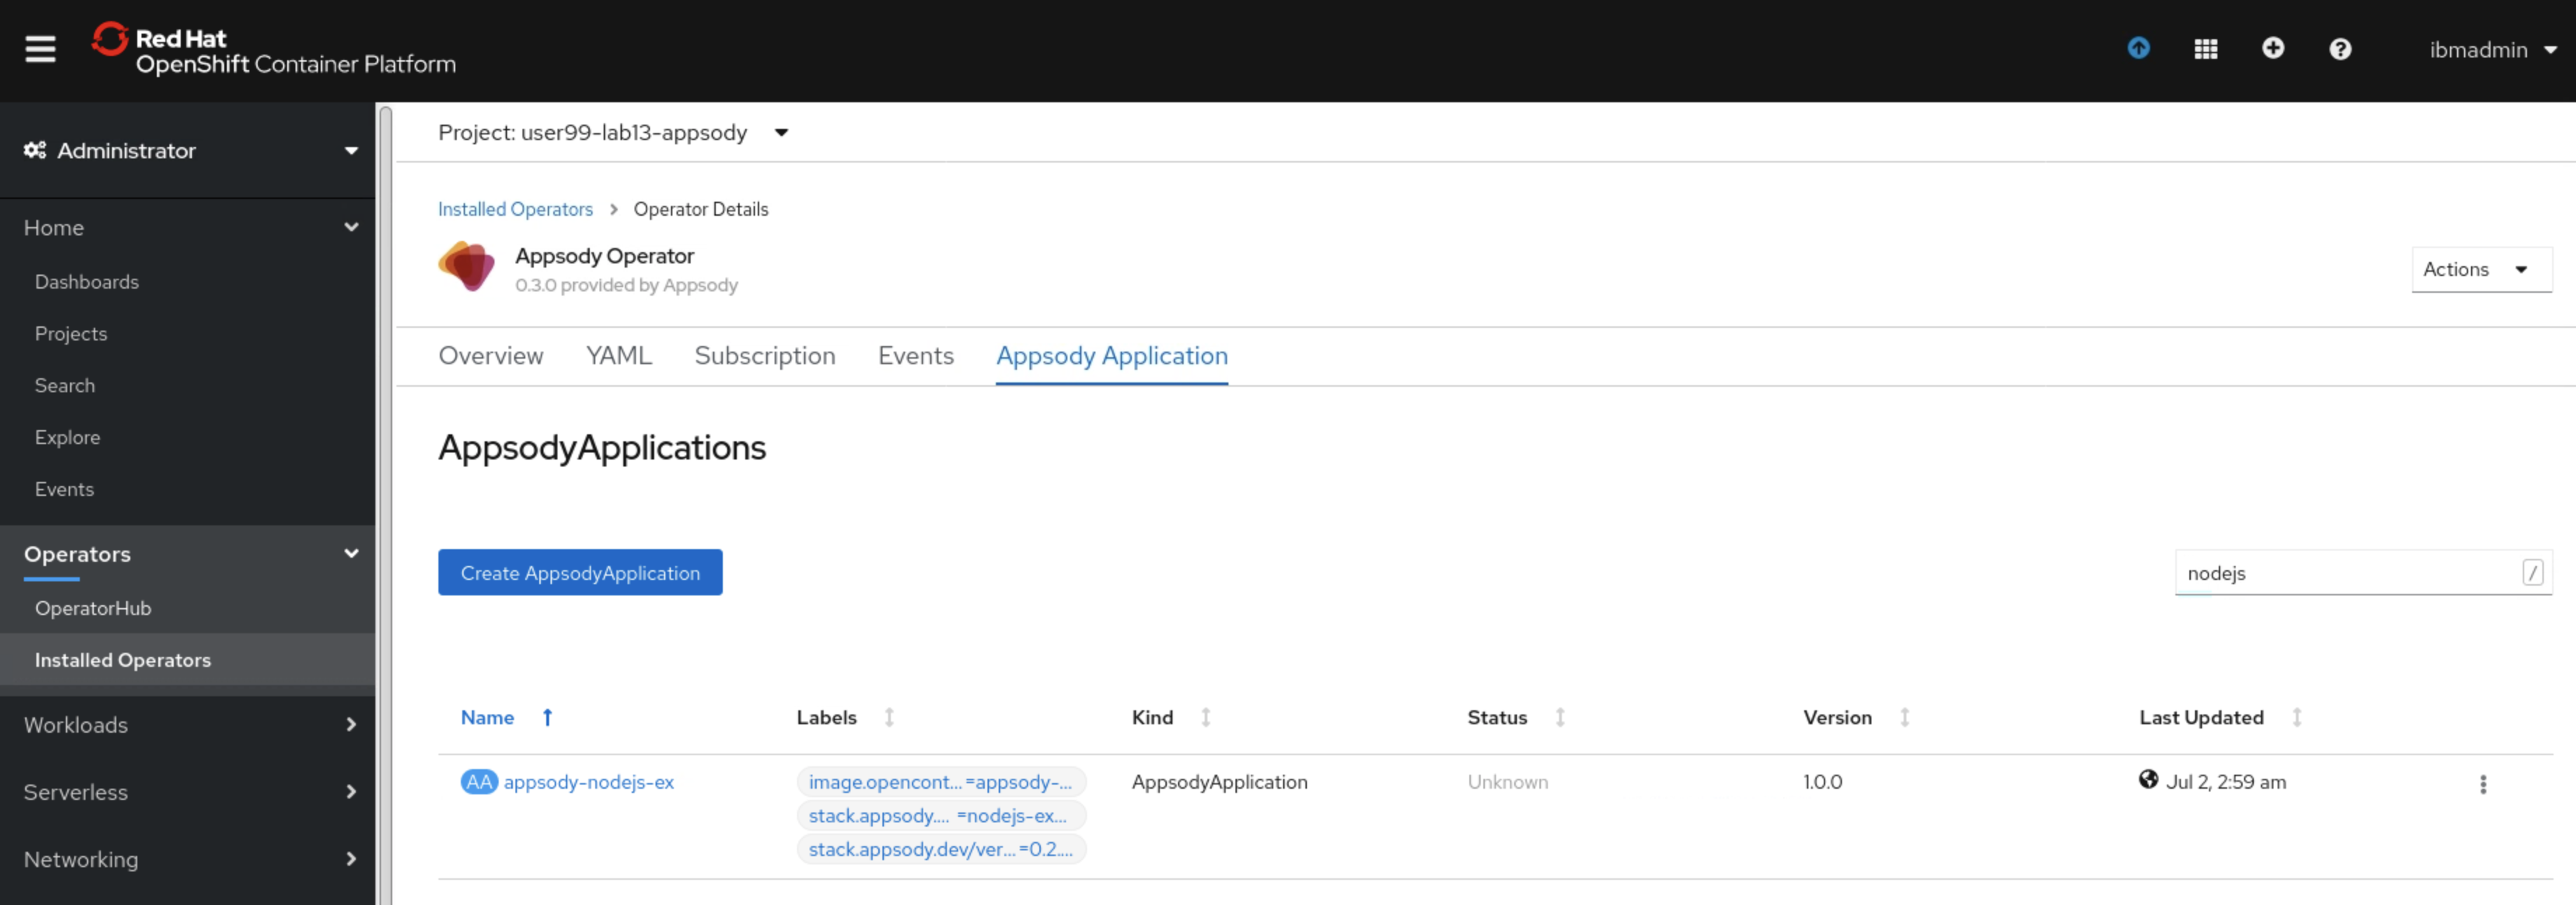 Red Hat
OpenShift Container Platform
ibmadmin
Administrator
Home
Dashboards
Projects
Search
Explore
Events
Operators
OperatorHub
Installed Operators
Workloads
Serverless
Networking
Project: user99-lab13-appsody
Installed Operators > Operator Details
Appsody Operator
0.3.0 provided by Appsody
Actions
Overview YAML Subscription Events Appsody Application
AppsodyApplications
Create AppsodyApplication
nodejs /
Name Labels Kind Status Version Last Updated
AA appsody-nodejs-ex image.opencont... =appsody-... AppsodyApplication Unknown 1.0.0 Jul 2, 2:59 am
stack.appsody.... =nodejs-ex...
stack.appsody.dev/ver... =0.2....